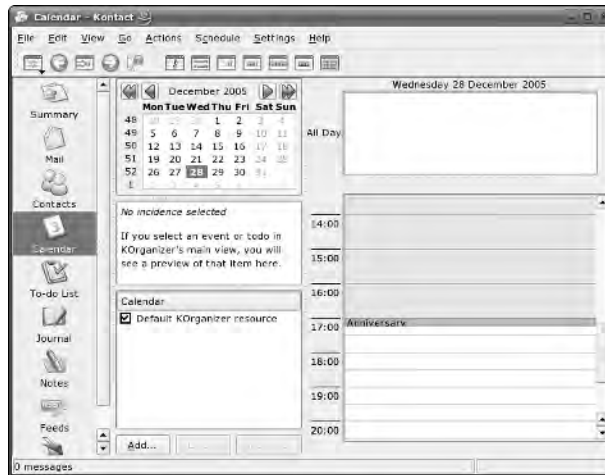 Calendar - Kontact
File Edit View Go Actions Schedule Settings Help
Summary
Mail
Contacts
Calendar
To-do List
Journal
Notes
Feeds
December 2005
Mon Tue Wed Thu Fri Sat Sun
48 1 2 3 4
49 5 6 7 8 9 10 11
50 12 13 14 15 16 17 18
51 19 20 21 22 23 24 25
52 26 27 28 29 30 31
1
No incidence selected
If you select an event or todo in
KOrganizer's main view, you will
see a preview of that item here.
Calendar
Default KOrganizer resource
Add...
Wednesday 28 December 2005
All Day
14:00
15:00
16:00
17:00 Anniversary
18:00
19:00
20:00
0 messages